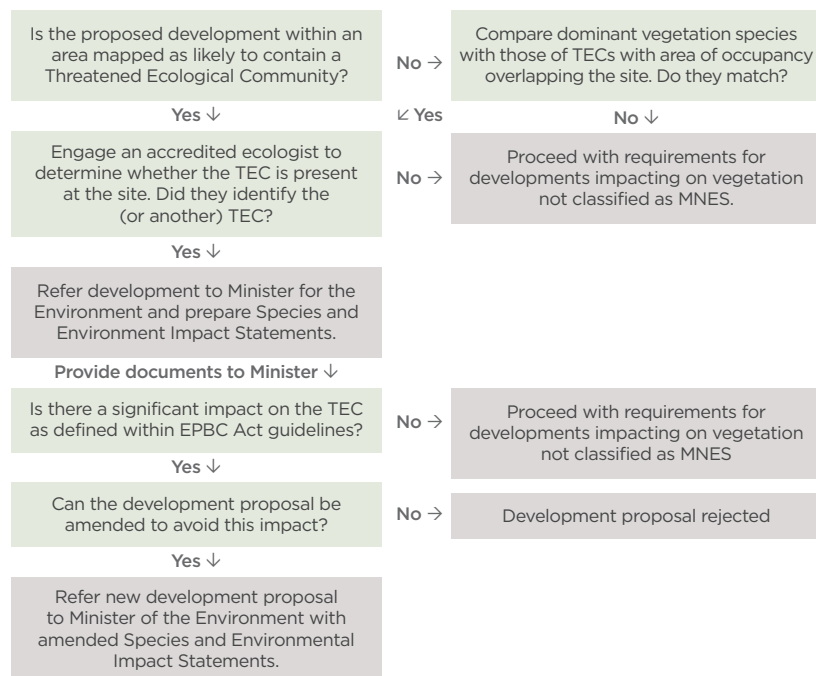 Is the proposed development within an
area mapped as likely to contain a
Threatened Ecological Community?
No →
Compare dominant vegetation species
with those of TECs with area of occupancy
overlapping the site. Do they match?
Yes ↓
↙ Yes
No ↓
Engage an accredited ecologist to
determine whether the TEC is present
at the site. Did they identify the
(or another) TEC?
No →
Proceed with requirements for
developments impacting on vegetation
not classified as MNES.
Yes ↓
Refer development to Minister for the
Environment and prepare Species and
Environment Impact Statements.
Provide documents to Minister ↓
Is there a significant impact on the TEC
as defined within EPBC Act guidelines?
No →
Proceed with requirements for
developments impacting on vegetation
not classified as MNES
Yes ↓
Can the development proposal be
amended to avoid this impact?
No →
Development proposal rejected
Yes ↓
Refer new development proposal
to Minister of the Environment with
amended Species and Environmental
Impact Statements.